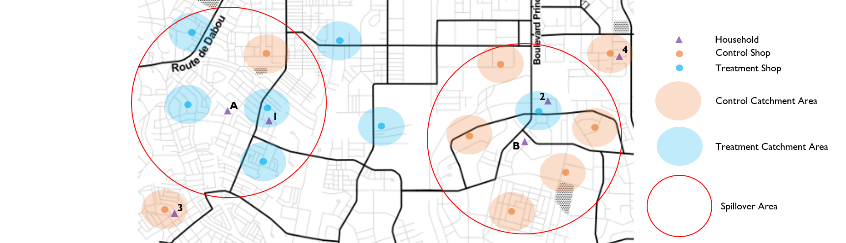 Route de Dabou
Boulevard Prin
A
1
3
2
B
4
Household
Control Shop
Treatment Shop
Control Catchment Area
Treatment Catchment Area
Spillover Area